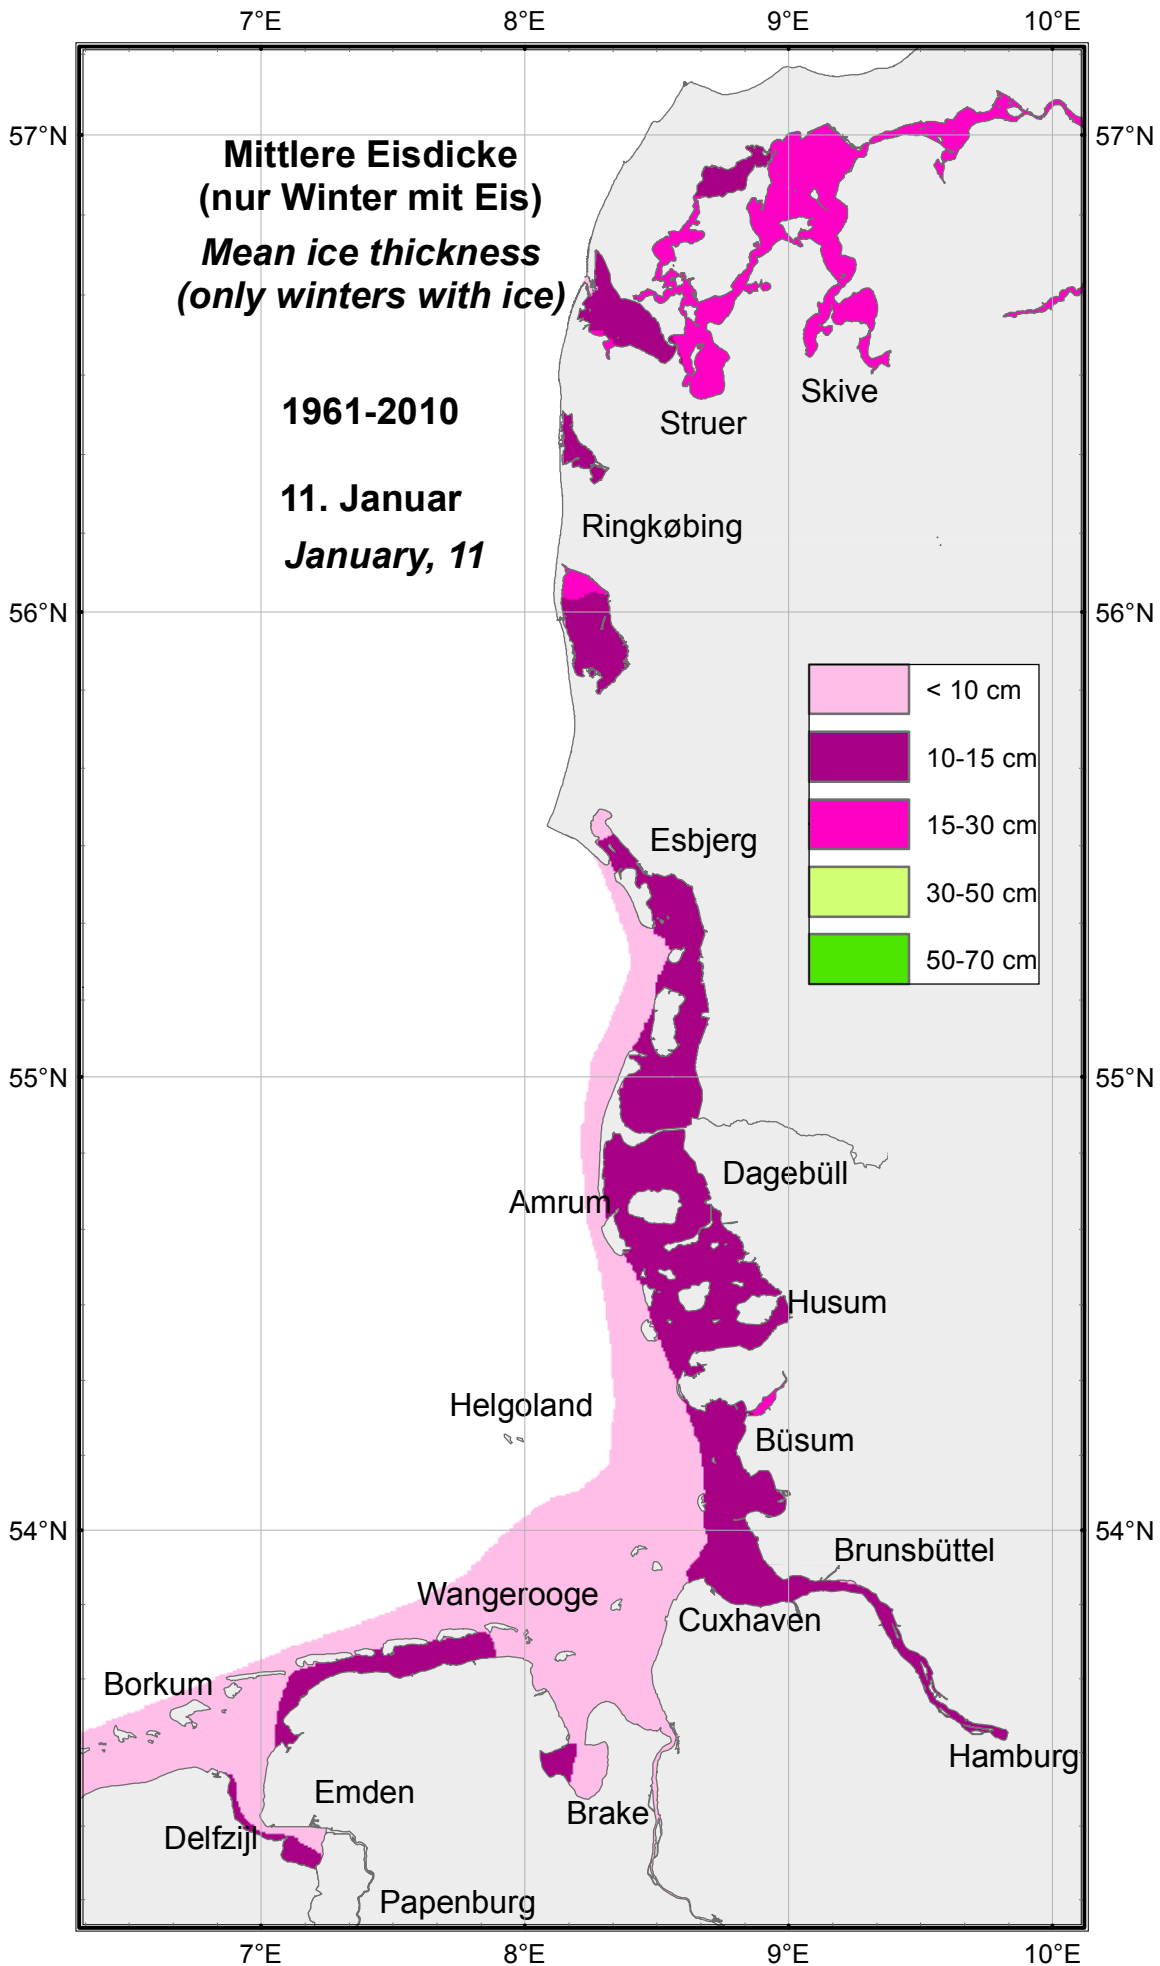 7°E 8°E 9°E 10°E
57°N 57°N
Mittlere Eisdicke
(nur Winter mit Eis)
Mean ice thickness
(only winters with ice)
Skive
Struer
1961-2010
11. Januar
January, 11
Ringkøbing
56°N 56°N
< 10 cm
10-15 cm
15-30 cm
30-50 cm
50-70 cm
Esbjerg
55°N 55°N
Dagebüll
Amrum
Husum
Helgoland
Büsum
54°N 54°N
Brunsbüttel
Wangerooge
Cuxhaven
Borkum
Hamburg
Emden
Brake
Delfzijl
Papenburg
7°E 8°E 9°E 10°E